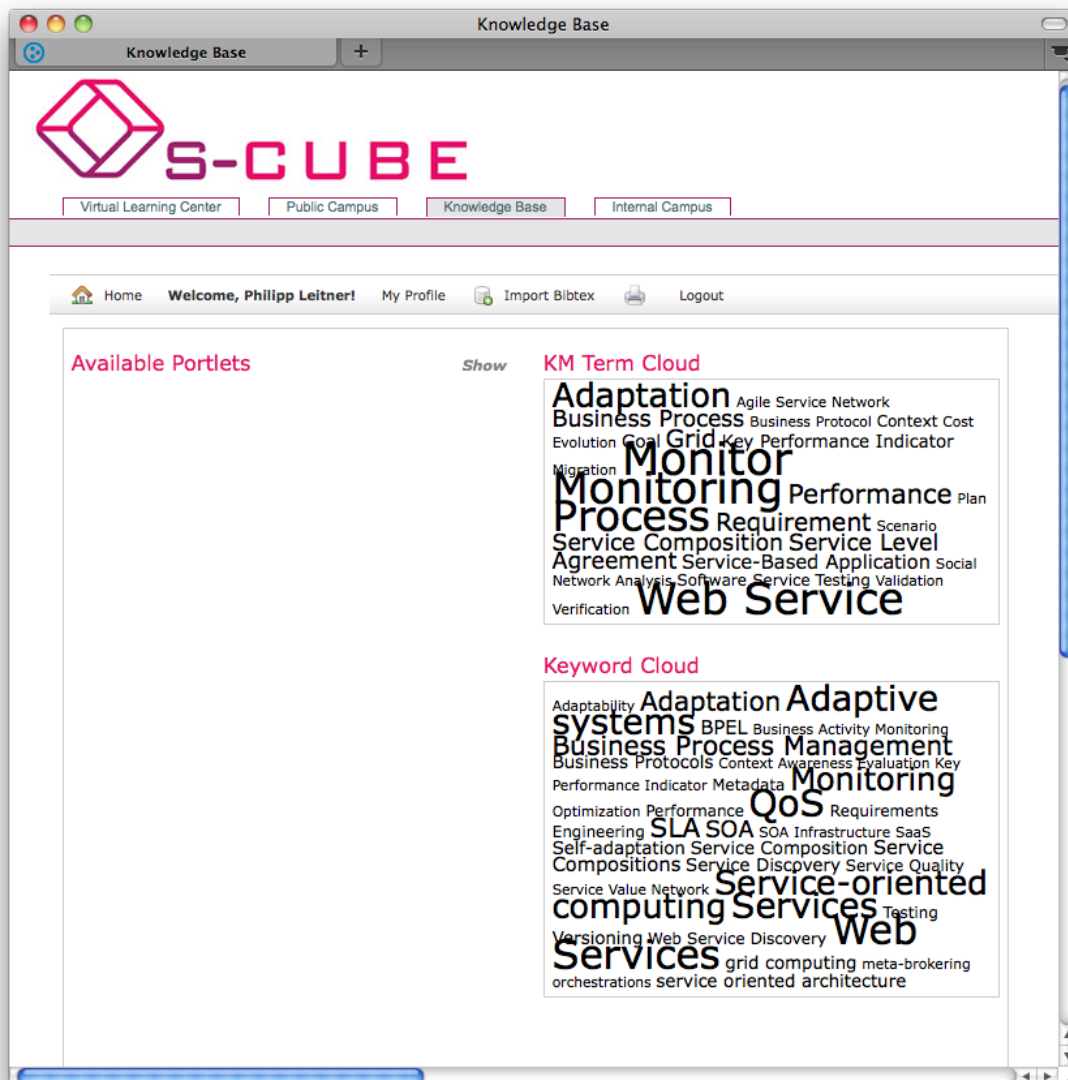 Knowledge Base
Knowledge Base +
S-CUBE
Virtual Learning Center Public Campus Knowledge Base Internal Campus
Home Welcome, Philipp Leitner! My Profile Import Bibtex Logout
Available Portlets Show
KM Term Cloud
Adaptation Agile Service Network
Business Process Business Protocol Context Cost
Evolution Goal Grid Key Performance Indicator
Migration Monitor
Monitoring Performance Plan
Process Requirement Scenario
Service Composition Service Level
Agreement Service-Based Application Social
Network Analysis Software Service Testing Validation
Verification Web Service
Keyword Cloud
Adaptability Adaptation Adaptive
systems BPEL Business Activity Monitoring
Business Process Management
Business Protocols Context Awareness Evaluation Key
Performance Indicator Metadata Monitoring
Optimization Performance QoS Requirements
Engineering SLA SOA SOA Infrastructure SaaS
Self-adaptation Service Composition Service
Compositions Service Discovery Service Quality
Service Value Network Service-oriented
computing Services Testing
Versioning Web Service Discovery Web
Services grid computing meta-brokering
orchestrations service oriented architecture